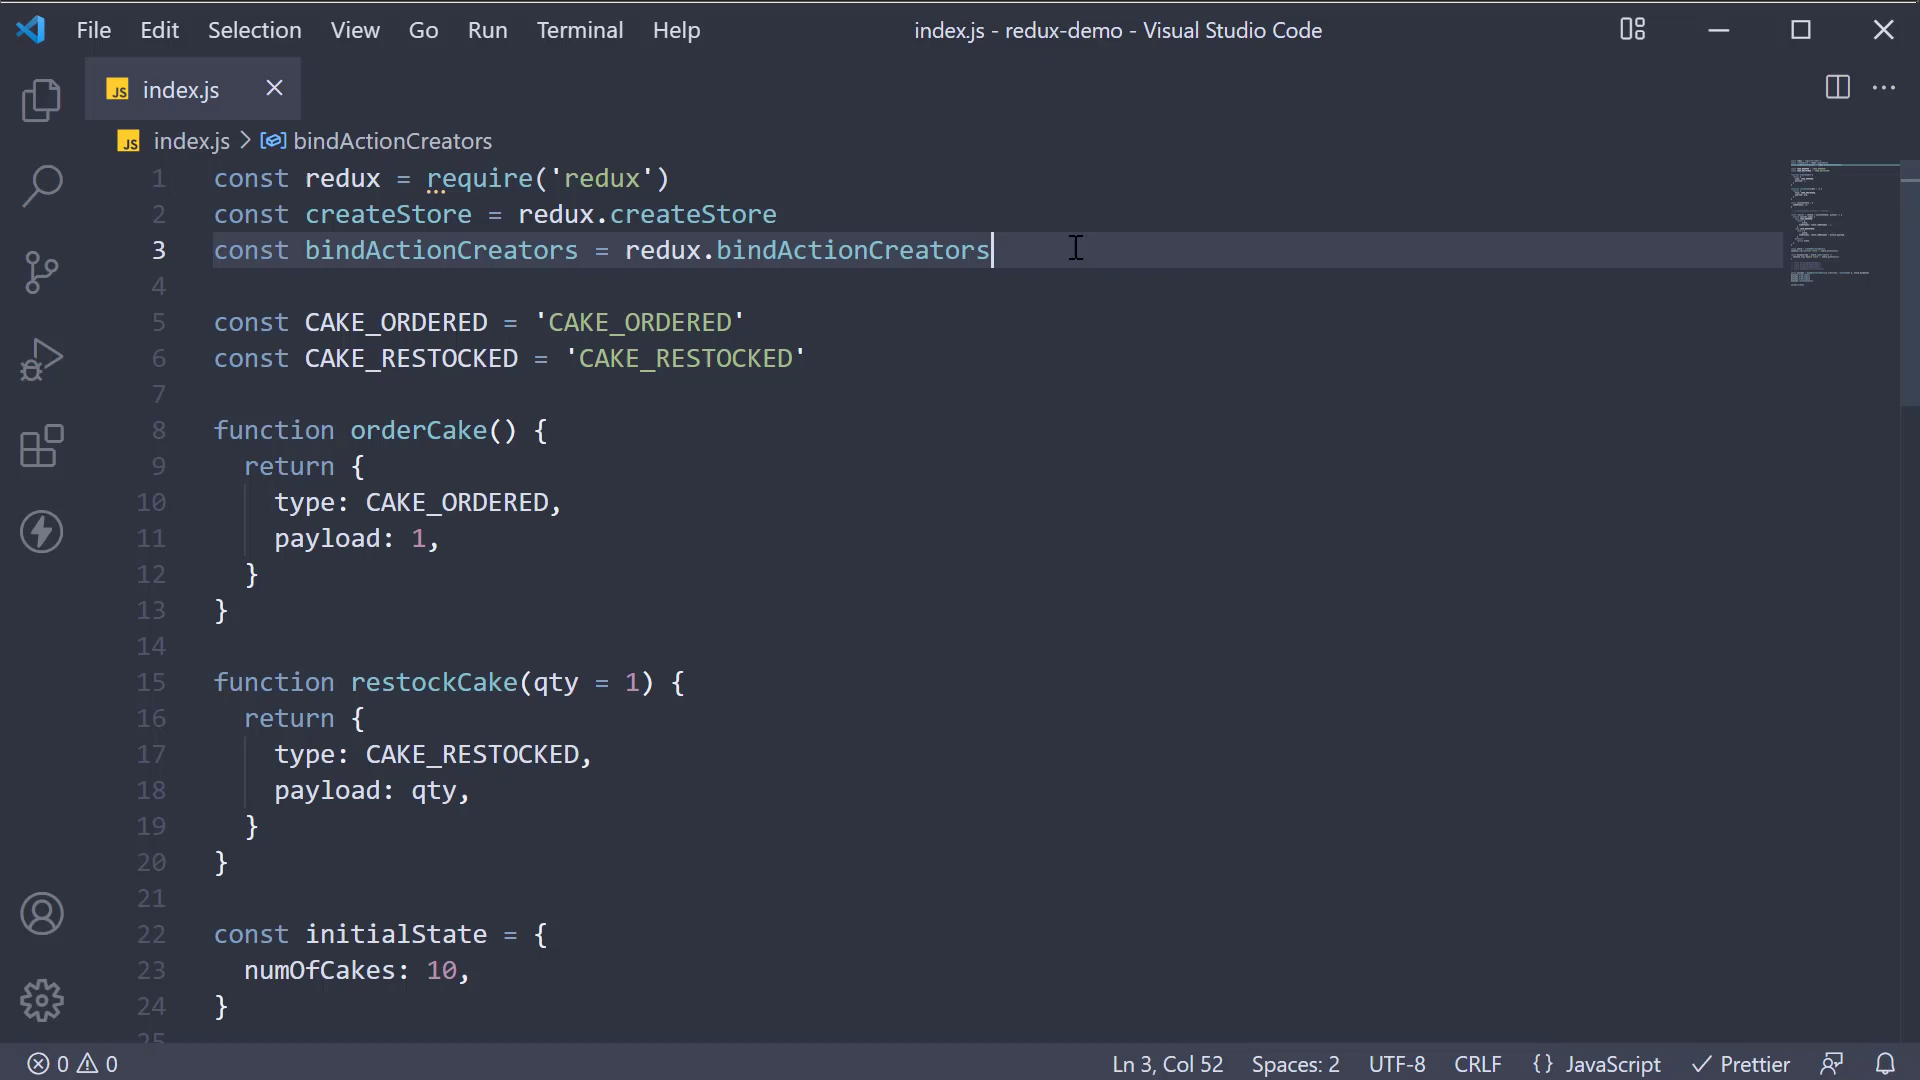 File Edit Selection View Go Run Terminal Help index.js - redux-demo - Visual Studio Code
JS index.js
JS index.js > bindActionCreators
1 const redux = require('redux')
2 const createStore = redux.createStore
3 const bindActionCreators = redux.bindActionCreators
4
5 const CAKE_ORDERED = 'CAKE_ORDERED'
6 const CAKE_RESTOCKED = 'CAKE_RESTOCKED'
7
8 function orderCake() {
9 return {
10 type: CAKE_ORDERED,
11 payload: 1,
12 }
13 }
14
15 function restockCake(qty = 1) {
16 return {
17 type: CAKE_RESTOCKED,
18 payload: qty,
19 }
20 }
21
22 const initialState = {
23 numOfCakes: 10,
24 }
25
0 0 Ln 3, Col 52 Spaces: 2 UTF-8 CRLF {} JavaScript Prettier